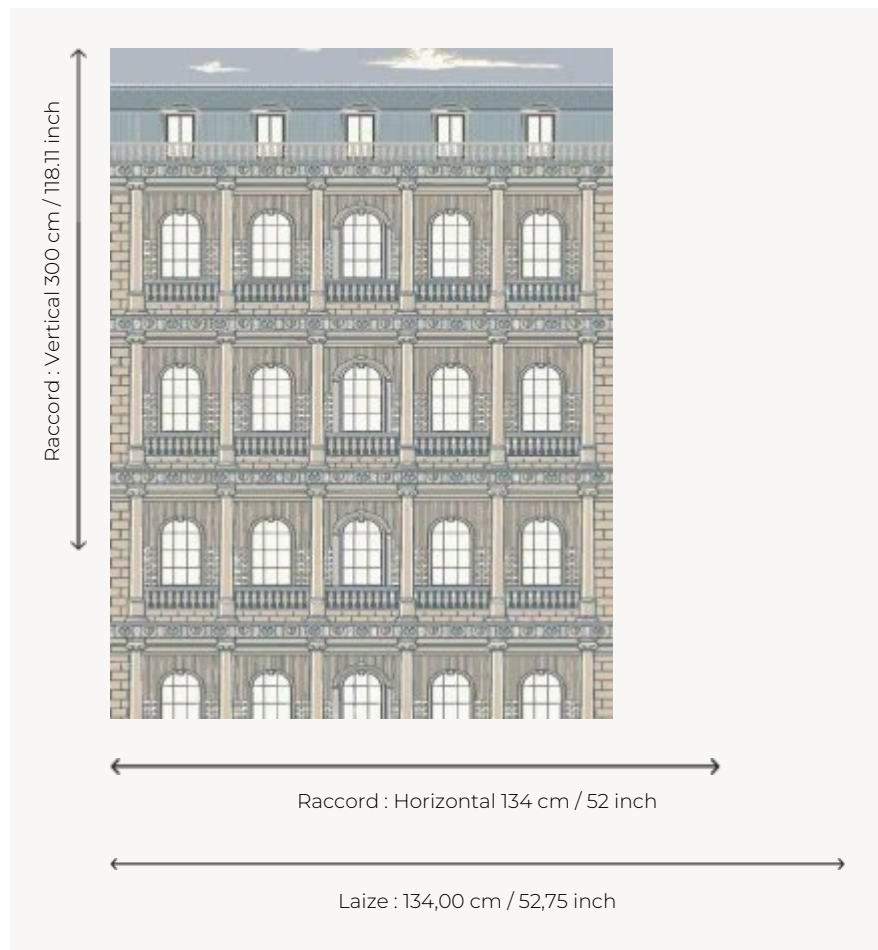 Raccord : Vertical 300 cm / 118.11 inch
Raccord : Horizontal 134 cm / 52 inch
Laize : 134,00 cm / 52,75 inch